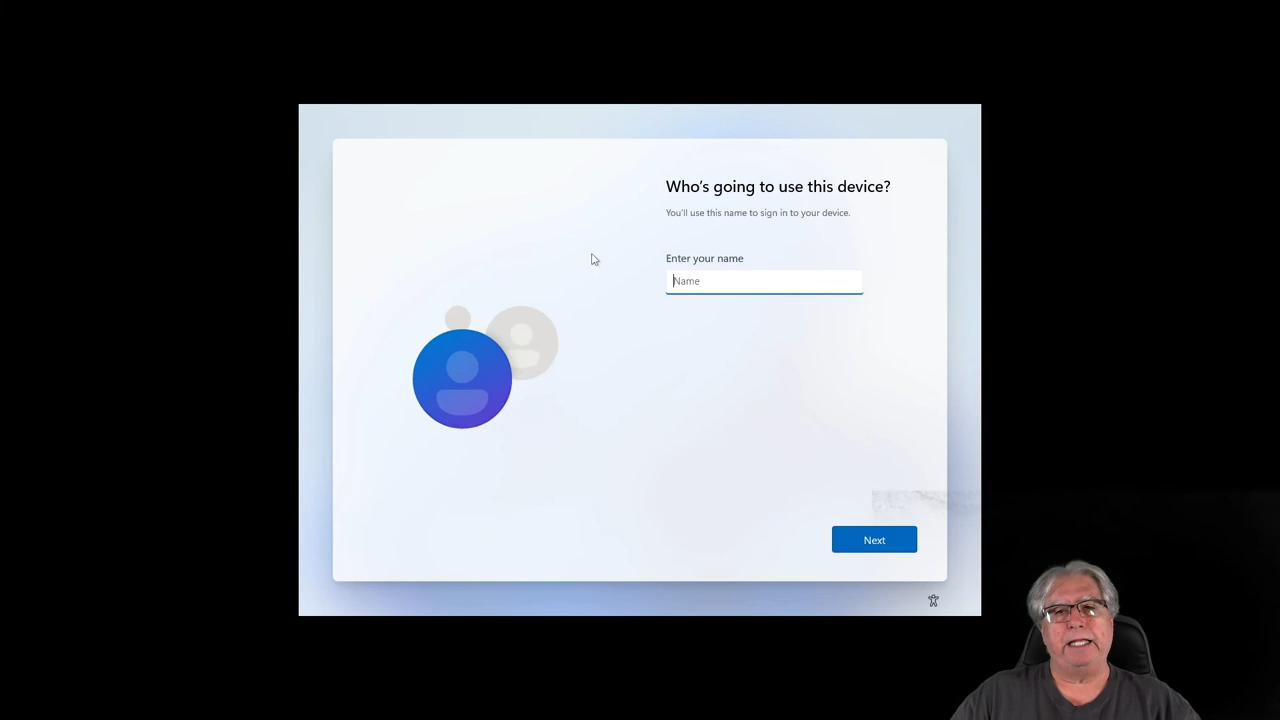 Who's going to use this device?
You'll use this name to sign in to your device.
Enter your name
Name
Next